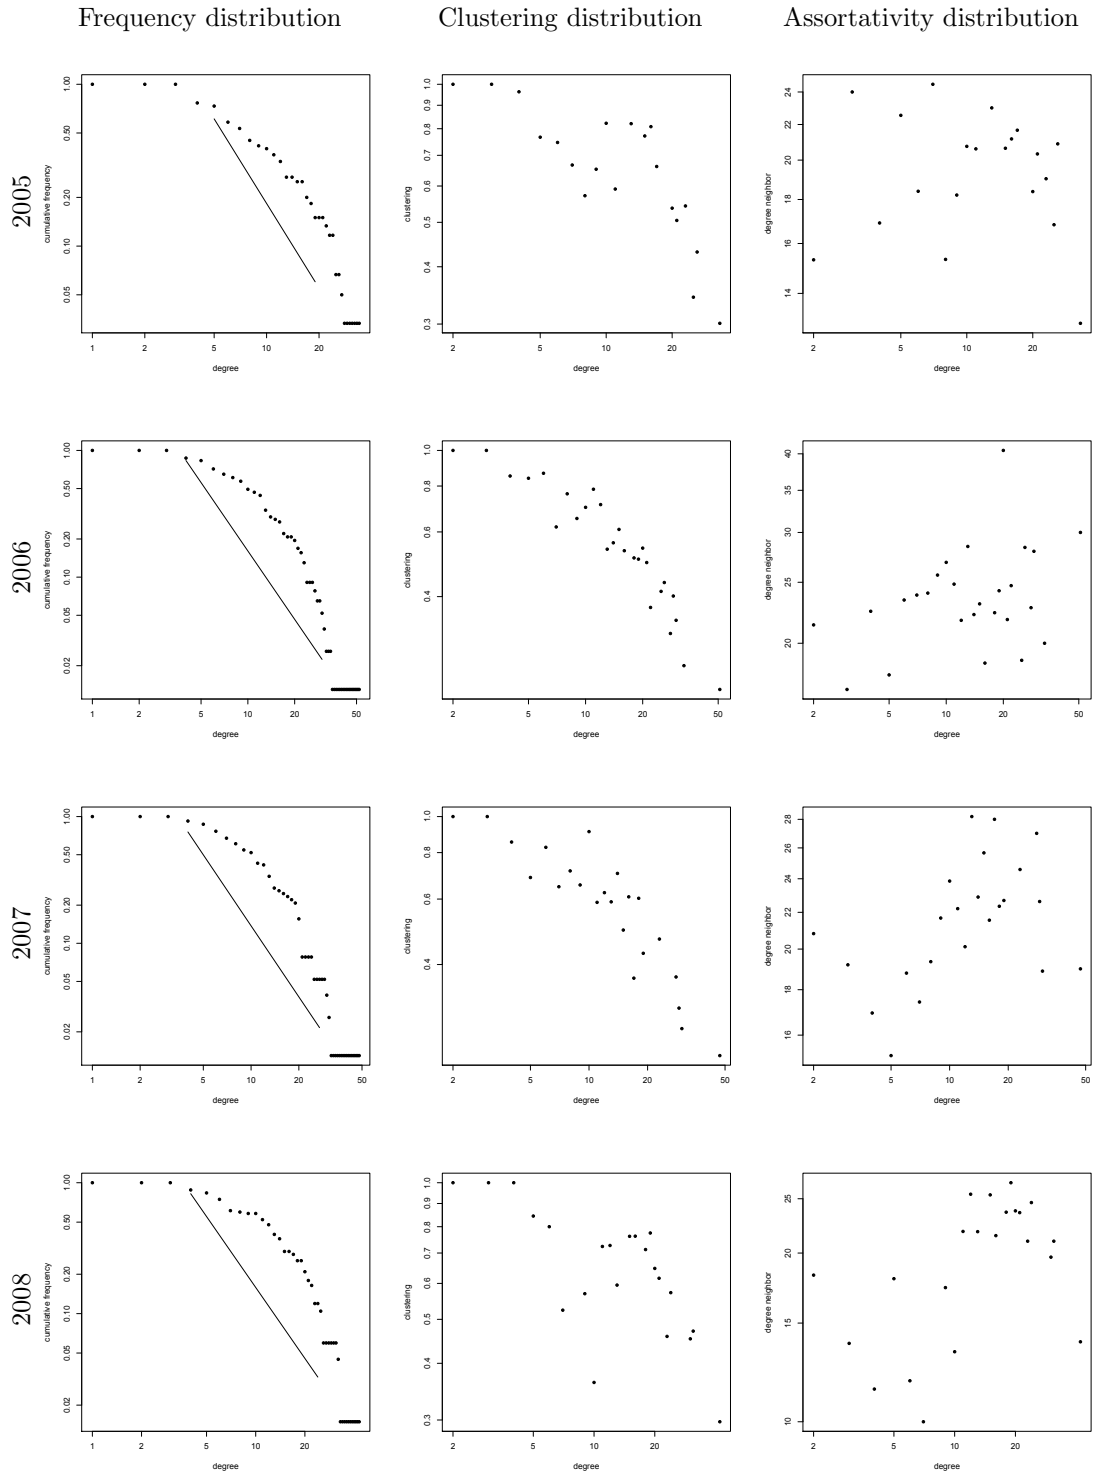 Frequency distribution Clustering distribution Assortativity distribution
2005
cumulative frequency
1.00
0.50
0.20
0.10
0.05
1 2 5 10 20
degree
clustering
1.0
0.9
0.8
0.7
0.6
0.5
0.4
0.3
2 5 10 20
degree
degree neighbor
24
22
20
18
16
14
2 5 10 20
degree
2006
cumulative frequency
1.00
0.50
0.20
0.10
0.05
0.02
1 2 5 10 20 50
degree
clustering
1.0
0.8
0.6
0.4
2 5 10 20 50
degree
degree neighbor
40
35
30
25
20
2 5 10 20 50
degree
2007
cumulative frequency
1.00
0.50
0.20
0.10
0.05
0.02
1 2 5 10 20 50
degree
clustering
1.0
0.8
0.6
0.4
2 5 10 20 50
degree
degree neighbor
28
26
24
22
20
18
16
2 5 10 20 50
degree
2008
cumulative frequency
1.00
0.50
0.20
0.10
0.05
0.02
1 2 5 10 20
degree
clustering
1.0
0.9
0.8
0.7
0.6
0.5
0.4
0.3
2 5 10 20
degree
degree neighbor
25
20
15
10
2 5 10 20
degree